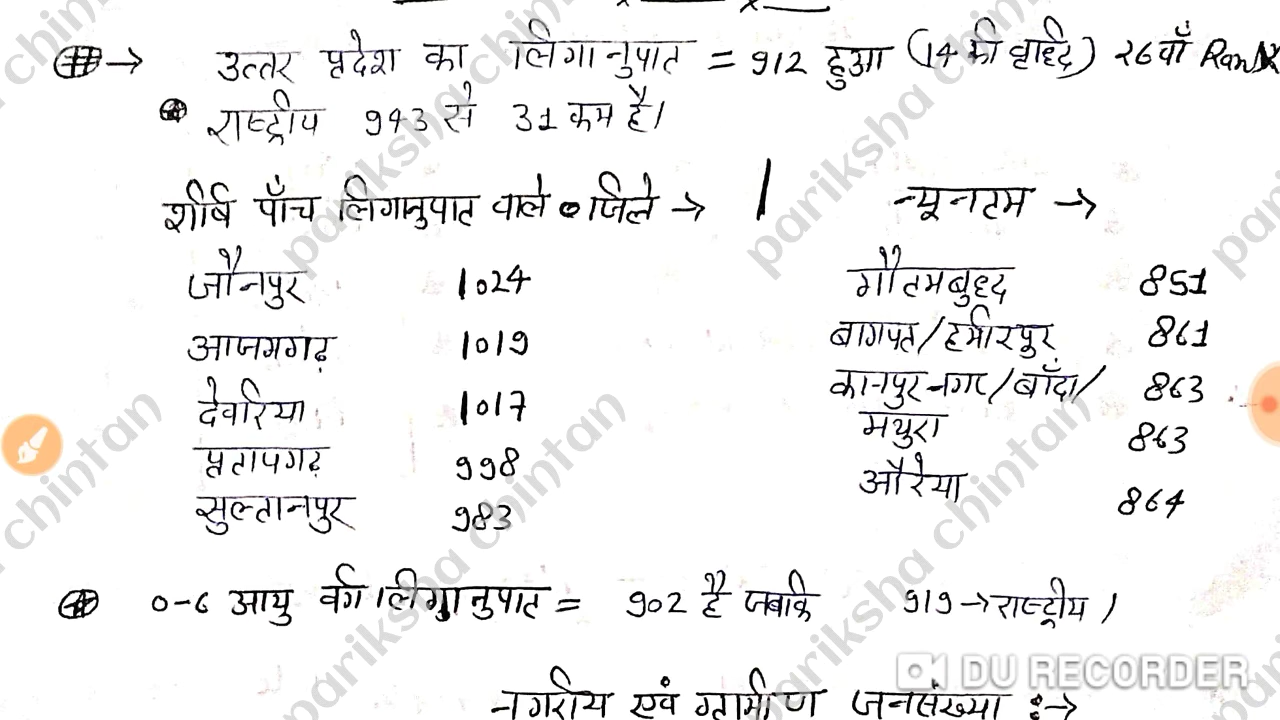 → उत्तर प्रदेश का लिंगानुपात = 912 हुआ (14 की वृद्धि) 26वाँ Rank
राष्ट्रीय 943 से 31 कम है।
शीर्ष पाँच लिंगानुपात वाले जिले →
जौनपुर 1024
आजमगढ़ 1019
देवरिया 1017
प्रतापगढ़ 998
सुल्तानपुर 983
न्यूनतम →
गौतमबुद्ध 851
बागपत/हमीरपुर 861
कानपुर नगर/बाँदा/ 863
मथुरा 863
औरैया 864
0-6 आयु वर्ग लिंगानुपात = 902 है जबकि 919 → राष्ट्रीय।
नगरीय एवं ग्रामीण जनसंख्या :→
pariksha chintan
DU RECORDER